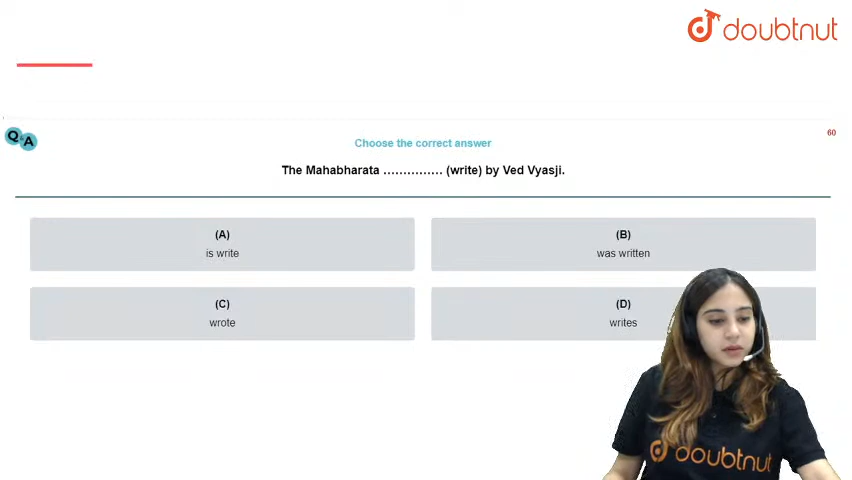 doubtnut
Q A
60
Choose the correct answer
The Mahabharata ............... (write) by Ved Vyasji.
(A)
is write
(B)
was written
(C)
wrote
(D)
writes
doubtnut